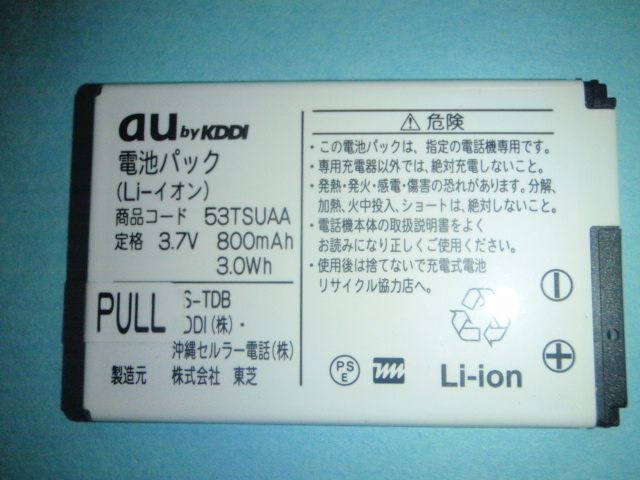 au by KDDI
電池パック
(Li-イオン)
商品コード 53TSUAA
定格 3.7V 800mAh
3.0Wh
PULL
S-TDB
DDI(株)・
沖縄セルラー電話(株)
製造元 株式会社 東芝
⚠ 危険
・この電池パックは、指定の電話機専用です。
・専用充電器以外では、絶対充電しないこと。
・発熱・発火・感電・傷害の恐れがあります。分解、
加熱、火中投入、ショートは、絶対しないこと。
・電話機本体の取扱説明書をよく
お読みになり正しくご使用ください。
・使用後は捨てないで充電式電池
リサイクル協力店へ。
PS
E
Li-ion